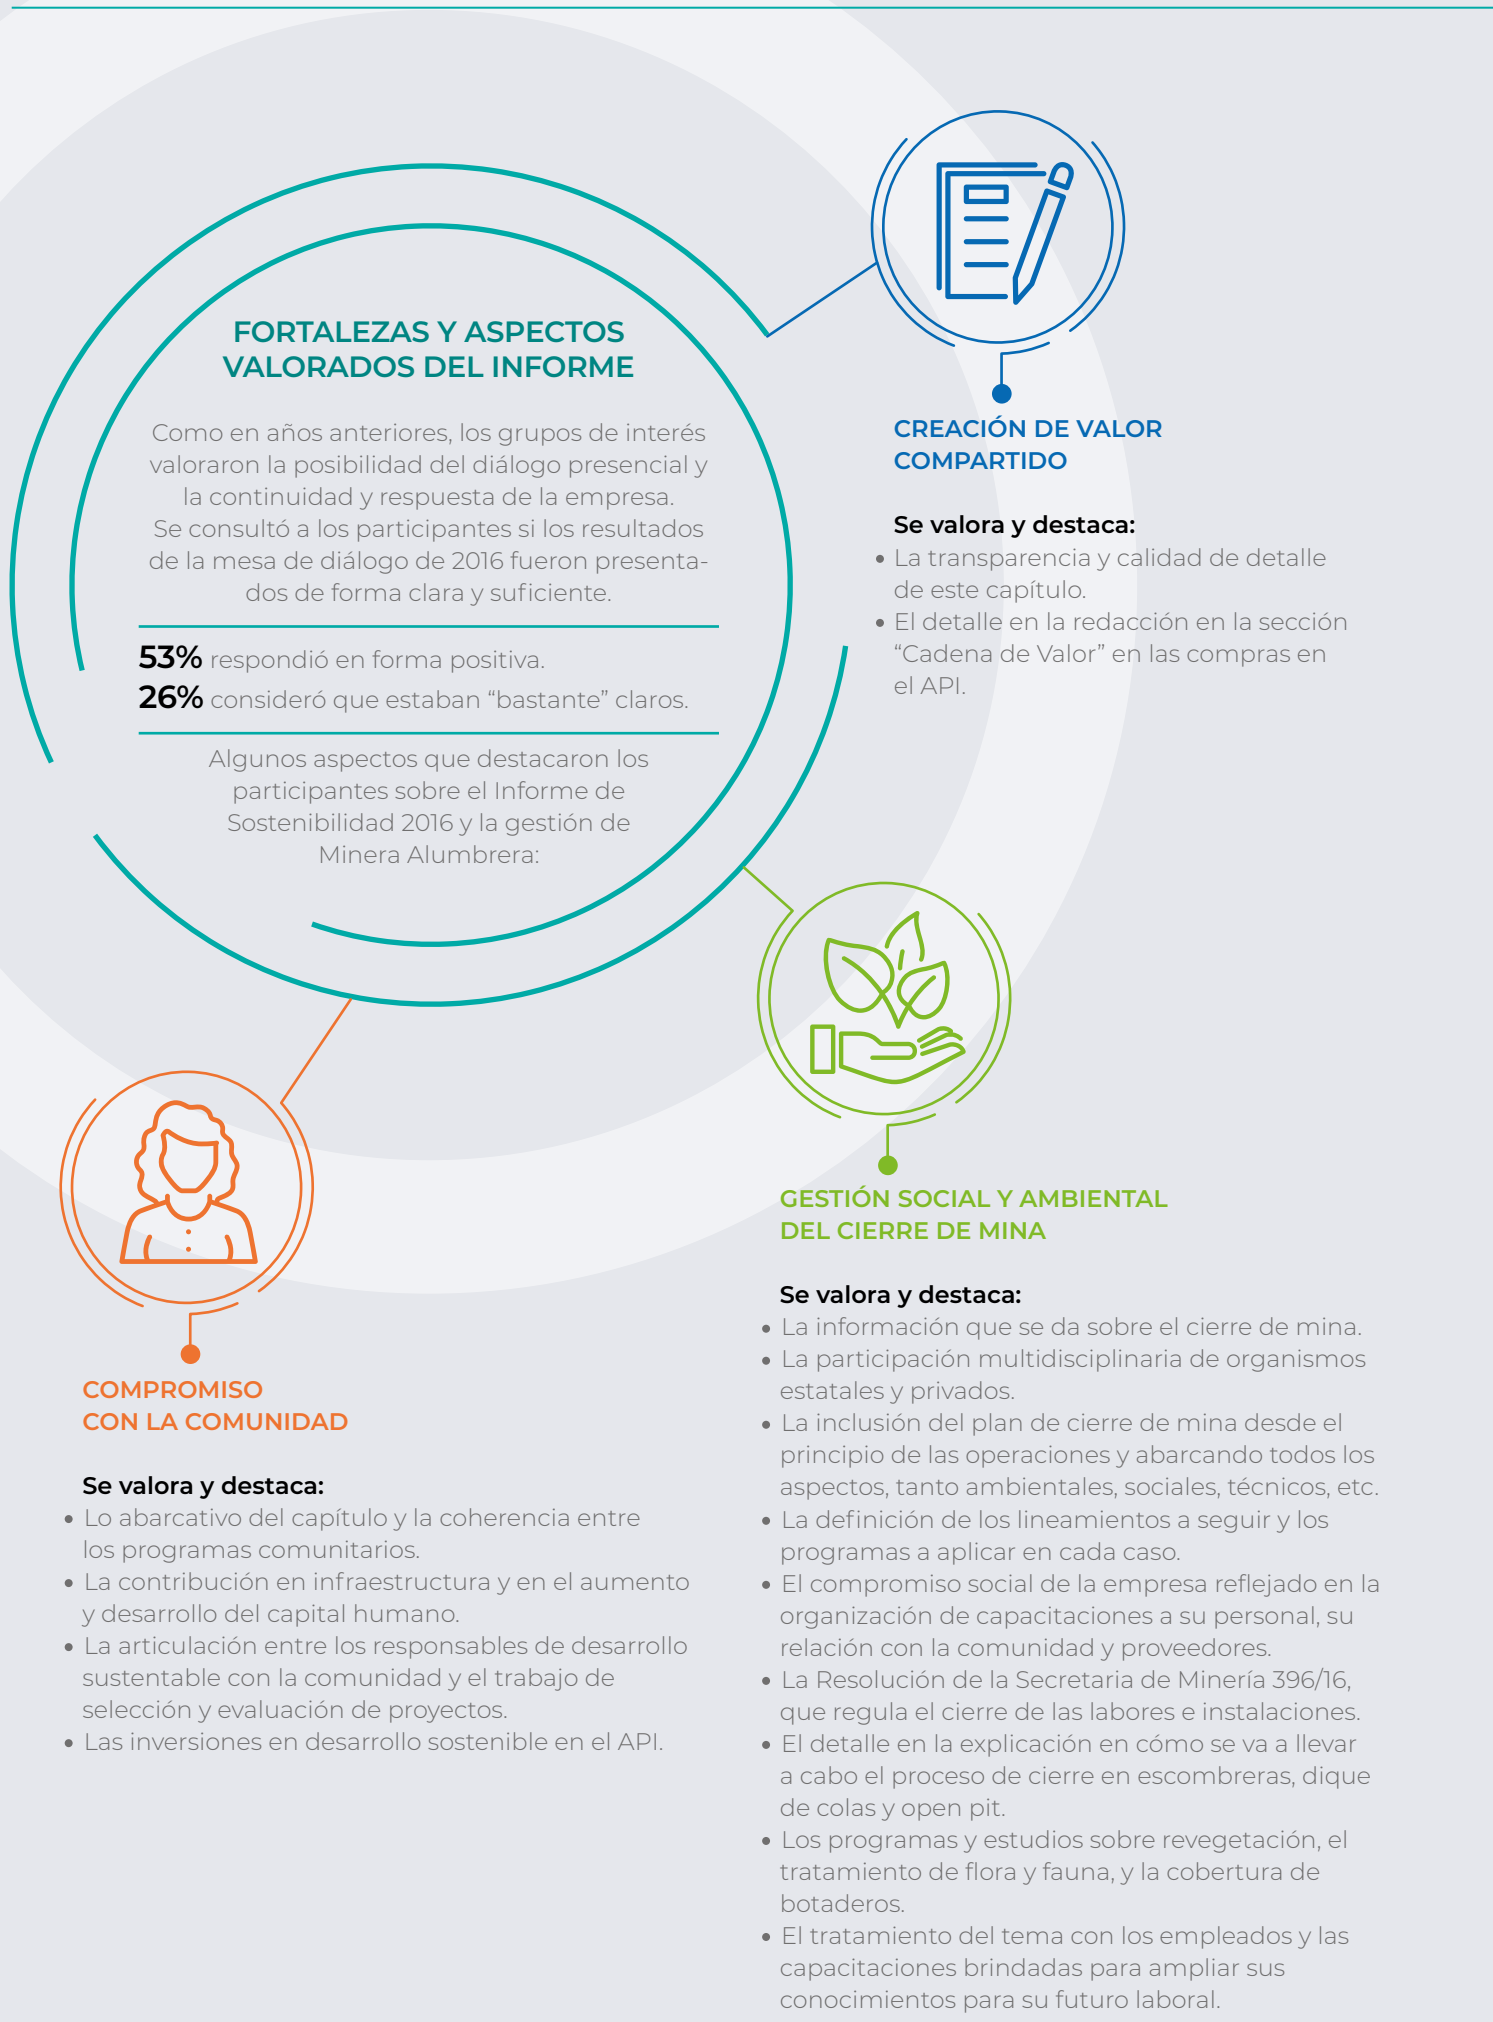 FORTALEZAS Y ASPECTOS
VALORADOS DEL INFORME
Como en años anteriores, los grupos de interés
valoraron la posibilidad del diálogo presencial y
la continuidad y respuesta de la empresa.
Se consultó a los participantes si los resultados
de la mesa de diálogo de 2016 fueron presenta-
dos de forma clara y suficiente.
53% respondió en forma positiva.
26% consideró que estaban “bastante” claros.
Algunos aspectos que destacaron los
participantes sobre el Informe de
Sostenibilidad 2016 y la gestión de
Minera Alumbrera:
CREACIÓN DE VALOR
COMPARTIDO
Se valora y destaca:
• La transparencia y calidad de detalle
de este capítulo.
• El detalle en la redacción en la sección
“Cadena de Valor” en las compras en
el API.
GESTIÓN SOCIAL Y AMBIENTAL
DEL CIERRE DE MINA
Se valora y destaca:
• La información que se da sobre el cierre de mina.
• La participación multidisciplinaria de organismos
estatales y privados.
• La inclusión del plan de cierre de mina desde el
principio de las operaciones y abarcando todos los
aspectos, tanto ambientales, sociales, técnicos, etc.
• La definición de los lineamientos a seguir y los
programas a aplicar en cada caso.
• El compromiso social de la empresa reflejado en la
organización de capacitaciones a su personal, su
relación con la comunidad y proveedores.
• La Resolución de la Secretaria de Minería 396/16,
que regula el cierre de las labores e instalaciones.
• El detalle en la explicación en cómo se va a llevar
a cabo el proceso de cierre en escombreras, dique
de colas y open pit.
• Los programas y estudios sobre revegetación, el
tratamiento de flora y fauna, y la cobertura de
botaderos.
• El tratamiento del tema con los empleados y las
capacitaciones brindadas para ampliar sus
conocimientos para su futuro laboral.
COMPROMISO
CON LA COMUNIDAD
Se valora y destaca:
• Lo abarcativo del capítulo y la coherencia entre
los programas comunitarios.
• La contribución en infraestructura y en el aumento
y desarrollo del capital humano.
• La articulación entre los responsables de desarrollo
sustentable con la comunidad y el trabajo de
selección y evaluación de proyectos.
• Las inversiones en desarrollo sostenible en el API.